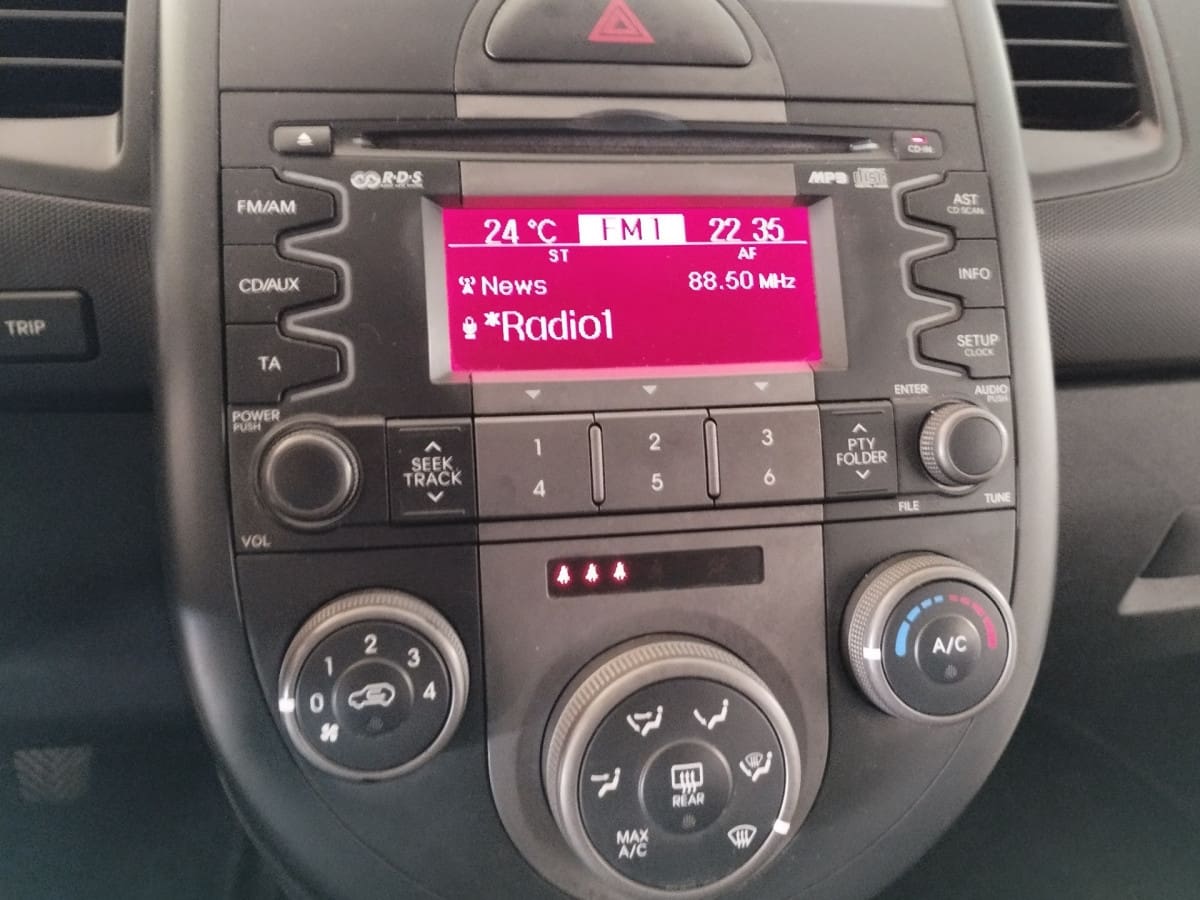 R·D·S
MP3
disc
CD-IN
FM/AM
AST
CD SCAN
24 °C FM1 22 35
ST AF
News 88.50 MHz
*Radio1
CD/AUX
INFO
TRIP
TA
SETUP
CLOCK
POWER
PUSH
ENTER
AUDIO
PUSH
SEEK
TRACK
1
4
2
5
3
6
PTY
FOLDER
VOL
FILE
TUNE
0 1 2 3 4
A/C
REAR
MAX
A/C